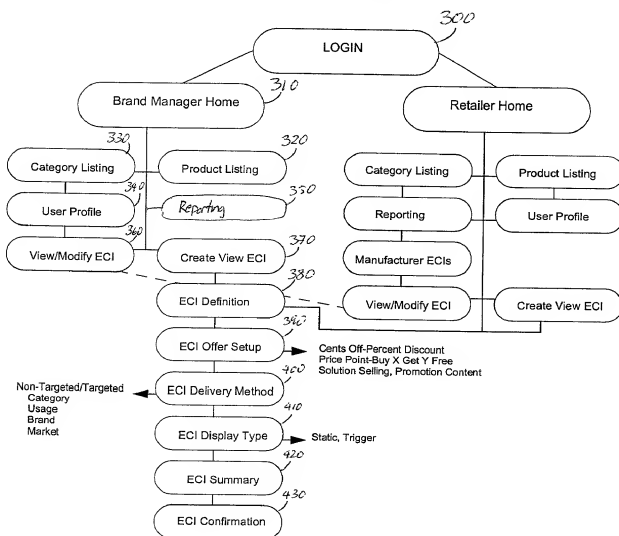 300
LOGIN
310
Brand Manager Home
Retailer Home
330
320
Category Listing
Product Listing
Category Listing
Product Listing
340
350
User Profile
Reporting
Reporting
User Profile
360
370
View/Modify ECI
Create View ECI
Manufacturer ECIs
380
ECI Definition
View/Modify ECI
Create View ECI
390
ECI Offer Setup
Cents Off-Percent Discount
Price Point-Buy X Get Y Free
Solution Selling, Promotion Content
400
Non-Targeted/Targeted
Category
Usage
Brand
Market
ECI Delivery Method
410
ECI Display Type
Static, Trigger
420
ECI Summary
430
ECI Confirmation